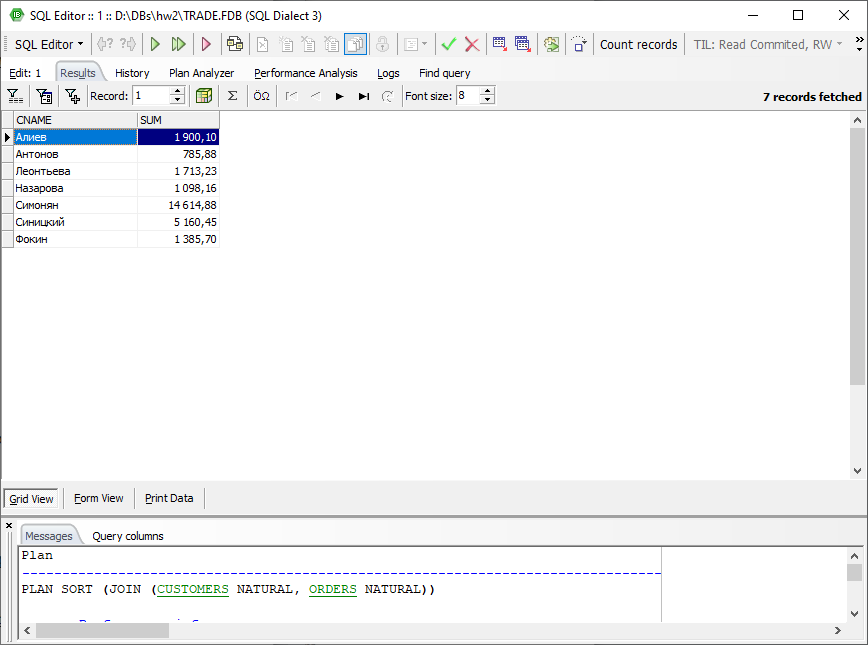 SQL Editor :: 1 :: D:\DBs\hw2\TRADE.FDB (SQL Dialect 3)
SQL Editor Count records TIL: Read Commited, RW
Edit: 1 Results History Plan Analyzer Performance Analysis Logs Find query
Record: 1 Σ ÖΩ Font size: 8 7 records fetched
CNAME SUM
Алиев 1 900,10
Антонов 785,88
Леонтьева 1 713,23
Назарова 1 098,16
Симонян 14 614,88
Синицкий 5 160,45
Фокин 1 385,70
Grid View Form View Print Data
Messages Query columns
Plan
--------------------------------------------------------------------------------
PLAN SORT (JOIN (CUSTOMERS NATURAL, ORDERS NATURAL))